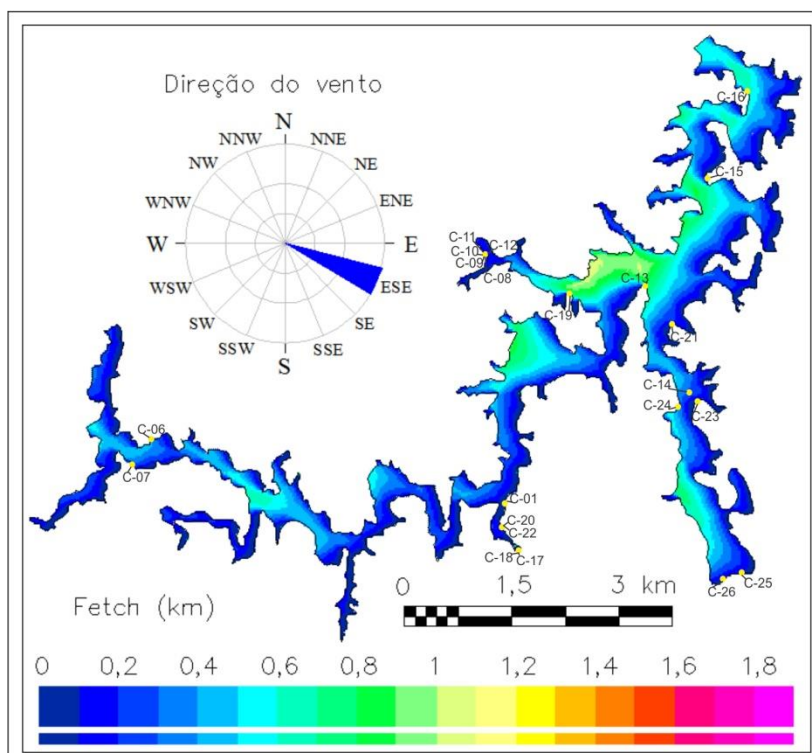 Direção do vento
N
NNW
NNE
NW
NE
WNW
ENE
W
E
WSW
ESE
SW
SE
SSW
SSE
S
C-16
C-15
C-11
C-12
C-10
C-09
C-08
C-13
C-19
C-21
C-14
C-24
C-23
C-06
C-07
C-01
C-20
C-22
C-18
C-17
C-25
C-26
0 1,5 3 km
Fetch (km)
0 0,2 0,4 0,6 0,8 1 1,2 1,4 1,6 1,8